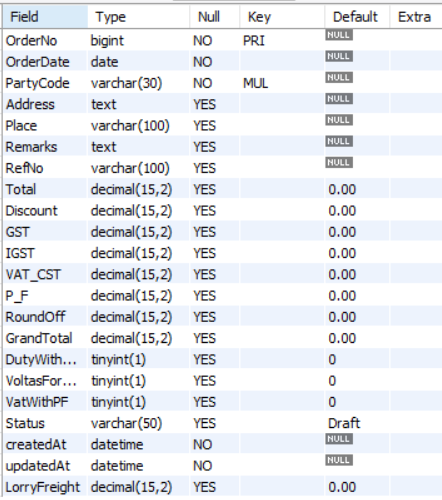 Field Type Null Key Default Extra
OrderNo bigint NO PRI NULL
OrderDate date NO NULL
PartyCode varchar(30) NO MUL NULL
Address text YES NULL
Place varchar(100) YES NULL
Remarks text YES NULL
RefNo varchar(100) YES NULL
Total decimal(15,2) YES 0.00
Discount decimal(15,2) YES 0.00
GST decimal(15,2) YES 0.00
IGST decimal(15,2) YES 0.00
VAT_CST decimal(15,2) YES 0.00
P_F decimal(15,2) YES 0.00
RoundOff decimal(15,2) YES 0.00
GrandTotal decimal(15,2) YES 0.00
DutyWith... tinyint(1) YES 0
VoltasFor... tinyint(1) YES 0
VatWithPF tinyint(1) YES 0
Status varchar(50) YES Draft
createdAt datetime NO NULL
updatedAt datetime NO NULL
LorryFreight decimal(15,2) YES 0.00